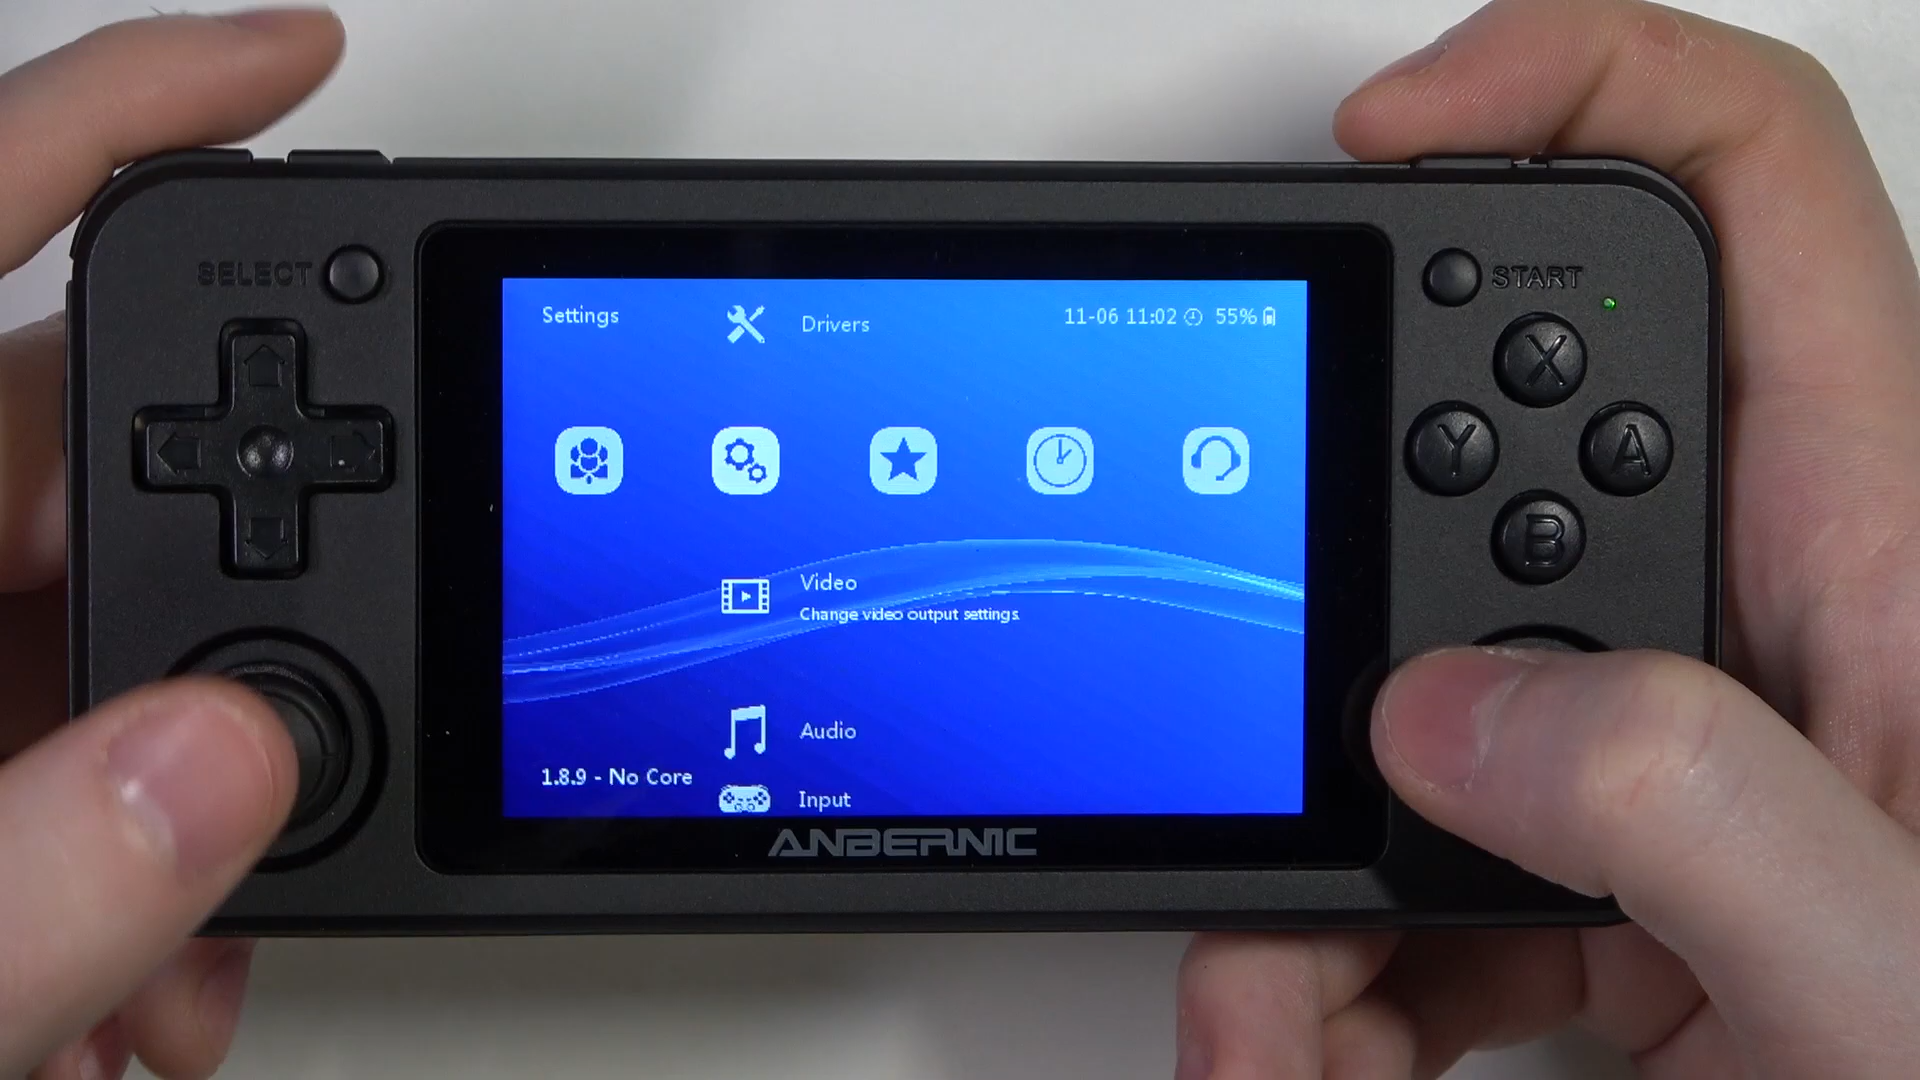 SELECT
START
X
Y
A
B
Settings
Drivers
11-06 11:02
55%
Video
Change video output settings.
Audio
1.8.9 - No Core
Input
ANBERNIC